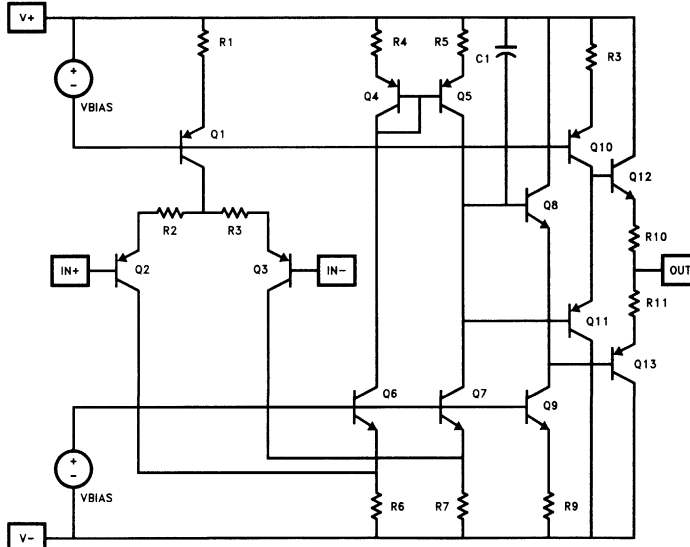 V+
R1
R4
R5
C1
R3
+
-
VBIAS
Q4
Q5
Q1
Q10
Q12
Q8
R2
R3
R10
IN+
Q2
Q3
IN-
OUT
R11
Q11
Q13
Q6
Q7
Q9
+
-
VBIAS
R6
R7
R9
V-